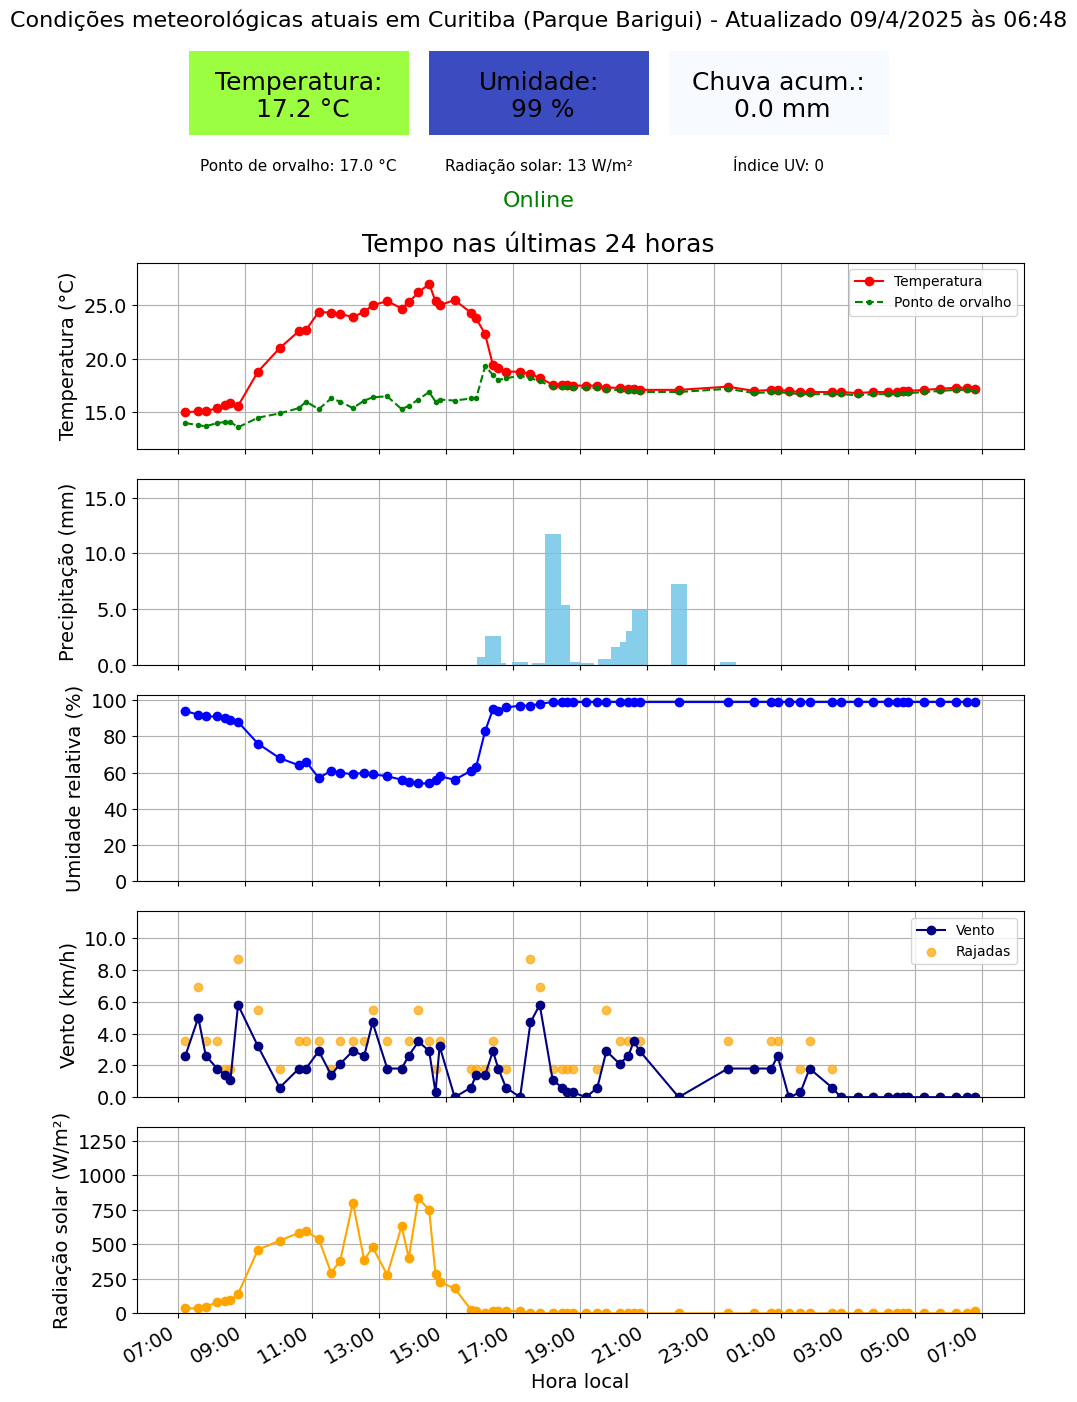 Condições meteorológicas atuais em Curitiba (Parque Barigui) - Atualizado 09/4/2025 às 06:48
Temperatura:
17.2 °C
Umidade:
99 %
Chuva acum.:
0.0 mm
Ponto de orvalho: 17.0 °C
Radiação solar: 13 W/m²
Índice UV: 0
Online
Tempo nas últimas 24 horas
Temperatura (°C)
25.0
20.0
15.0
Temperatura
Ponto de orvalho
Precipitação (mm)
15.0
10.0
5.0
0.0
Umidade relativa (%)
100
80
60
40
20
0
Vento (km/h)
10.0
8.0
6.0
4.0
2.0
0.0
Vento
Rajadas
Radiação solar (W/m²)
1250
1000
750
500
250
0
07:00
09:00
11:00
13:00
15:00
17:00
19:00
21:00
23:00
01:00
03:00
05:00
07:00
Hora local